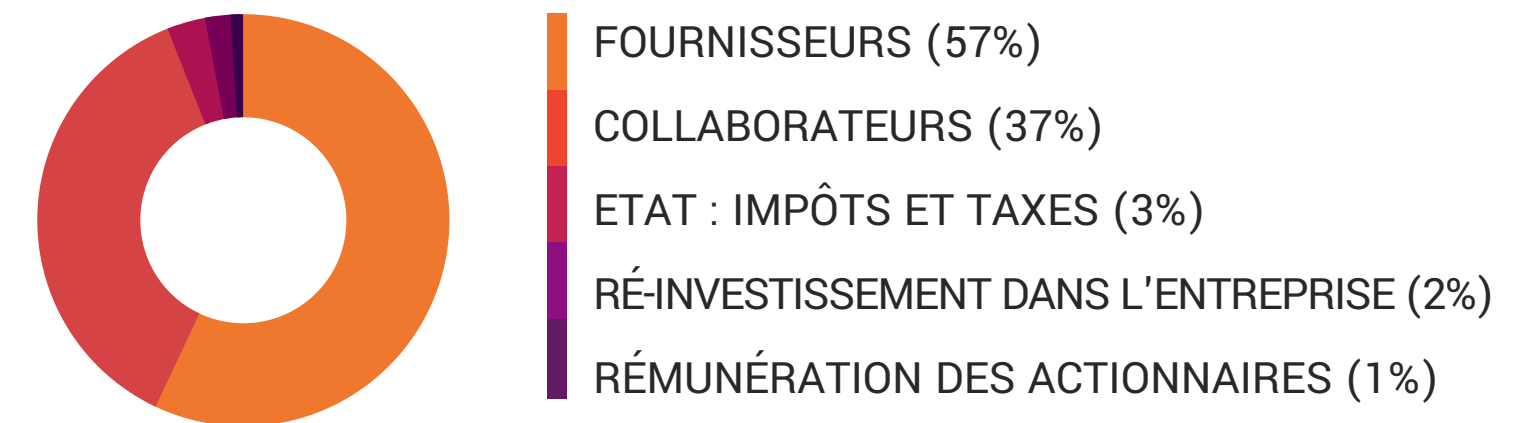 FOURNISSEURS (57%)
COLLABORATEURS (37%)
ETAT : IMPÔTS ET TAXES (3%)
RÉ-INVESTISSEMENT DANS L'ENTREPRISE (2%)
RÉMUNÉRATION DES ACTIONNAIRES (1%)